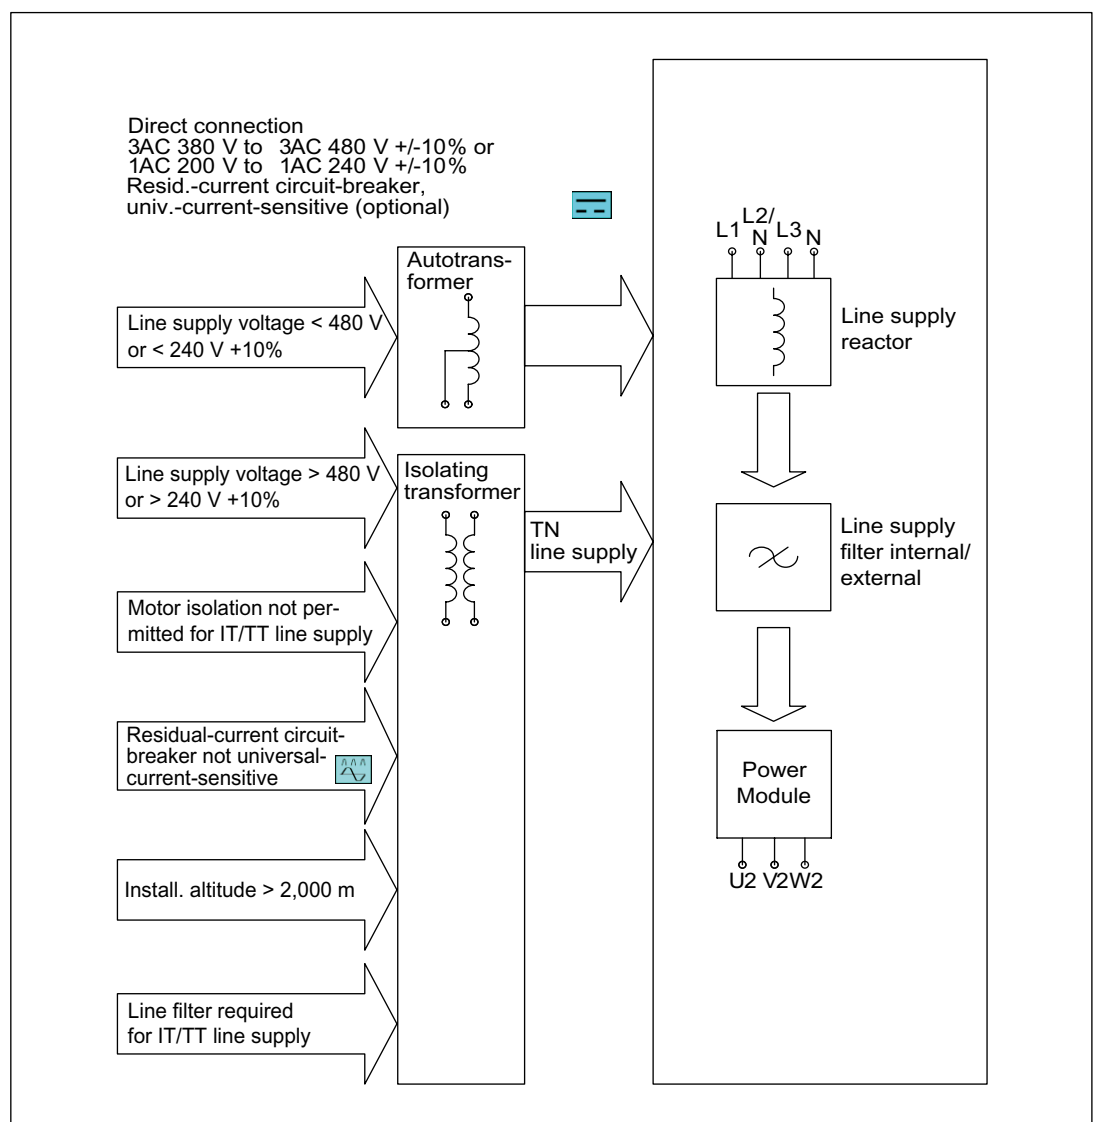 Direct connection
3AC 380 V to 3AC 480 V +/-10% or
1AC 200 V to 1AC 240 V +/-10%
Resid.-current circuit-breaker,
univ.-current-sensitive (optional)
Autotrans-
former
Line supply voltage < 480 V
or < 240 V +10%
Line supply voltage > 480 V
or > 240 V +10%
Isolating
transformer
TN
line supply
Motor isolation not per-
mitted for IT/TT line supply
Residual-current circuit-
breaker not universal-
current-sensitive
Install. altitude > 2,000 m
Line filter required
for IT/TT line supply
L1 L2/ L3 N
N
Line supply
reactor
Line supply
filter internal/
external
Power
Module
U2 V2 W2